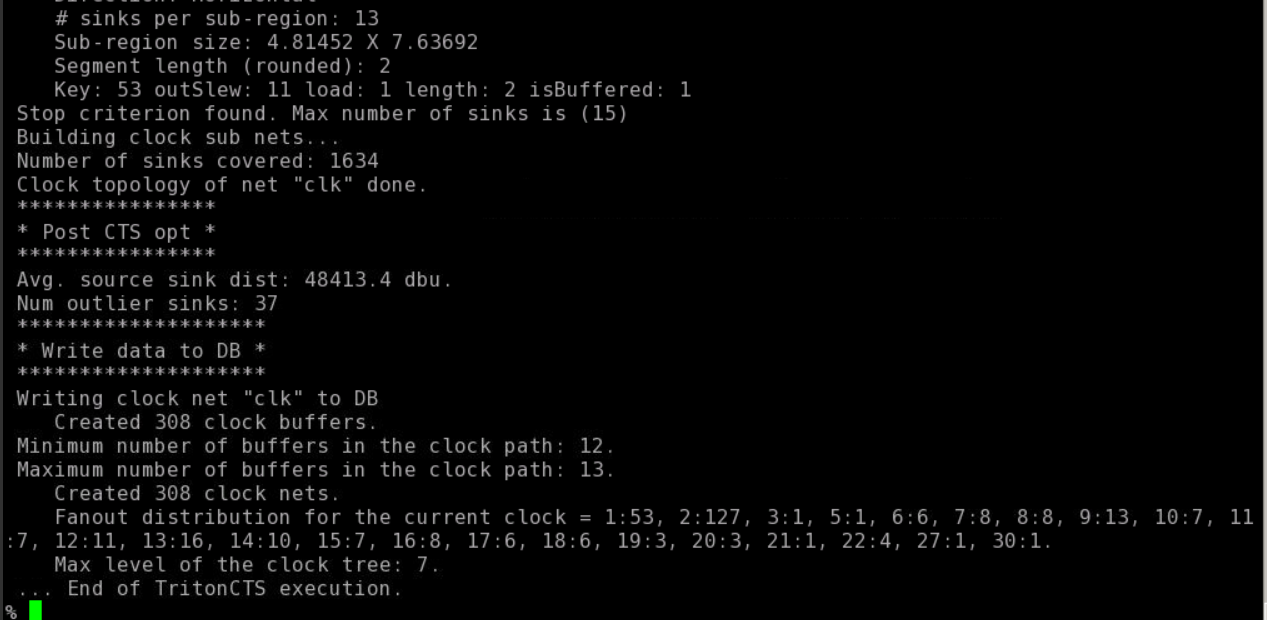 # sinks per sub-region: 13
Sub-region size: 4.81452 X 7.63692
Segment length (rounded): 2
Key: 53 outSlew: 11 load: 1 length: 2 isBuffered: 1
Stop criterion found. Max number of sinks is (15)
Building clock sub nets...
Number of sinks covered: 1634
Clock topology of net "clk" done.
****************
* Post CTS opt *
****************
Avg. source sink dist: 48413.4 dbu.
Num outlier sinks: 37
********************
* Write data to DB *
********************
Writing clock net "clk" to DB
Created 308 clock buffers.
Minimum number of buffers in the clock path: 12.
Maximum number of buffers in the clock path: 13.
Created 308 clock nets.
Fanout distribution for the current clock = 1:53, 2:127, 3:1, 5:1, 6:6, 7:8, 8:8, 9:13, 10:7, 11
:7, 12:11, 13:16, 14:10, 15:7, 16:8, 17:6, 18:6, 19:3, 20:3, 21:1, 22:4, 27:1, 30:1.
Max level of the clock tree: 7.
... End of TritonCTS execution.
%